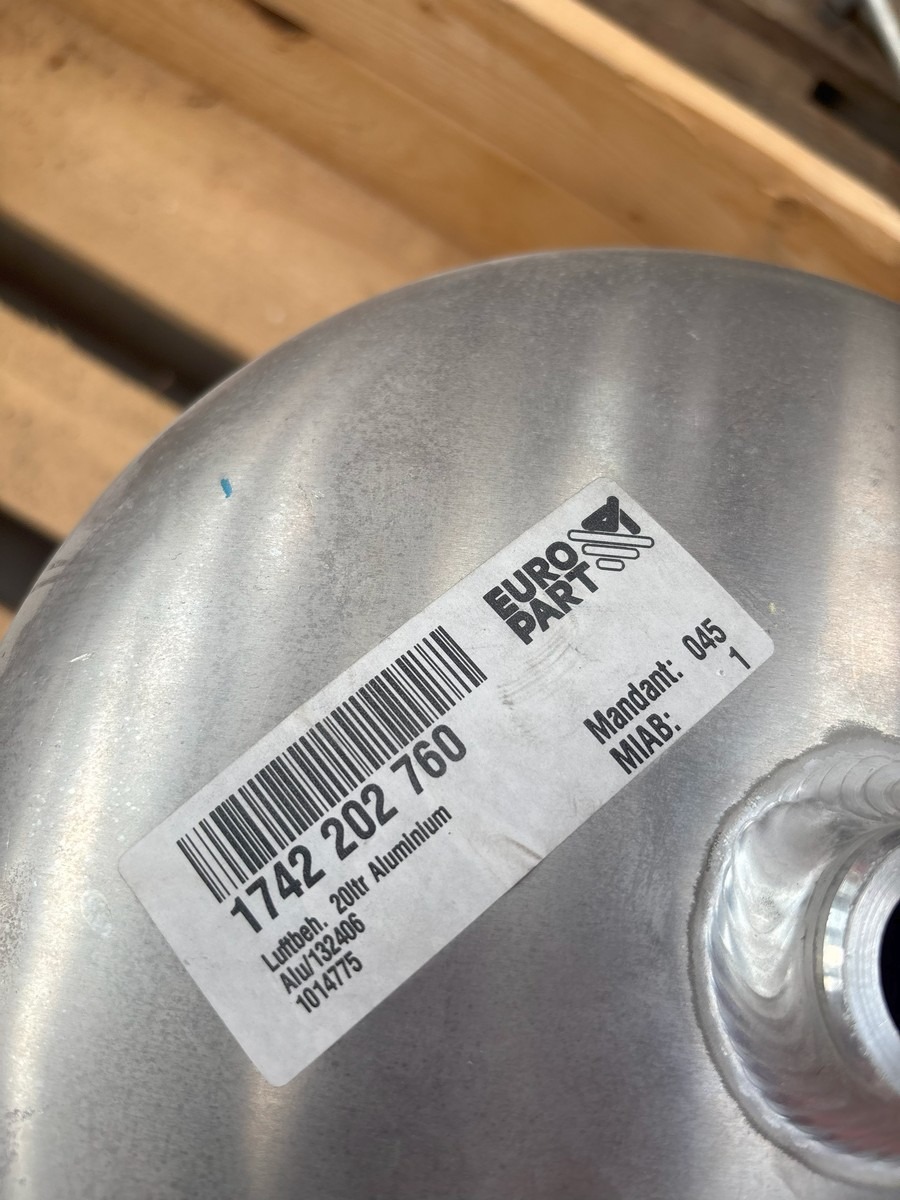 EURO
PART
Mandant: 045
MIAB: 1
1742 202 760
Luftbeh. 20ltr Aluminium
Alu/132406
1014775